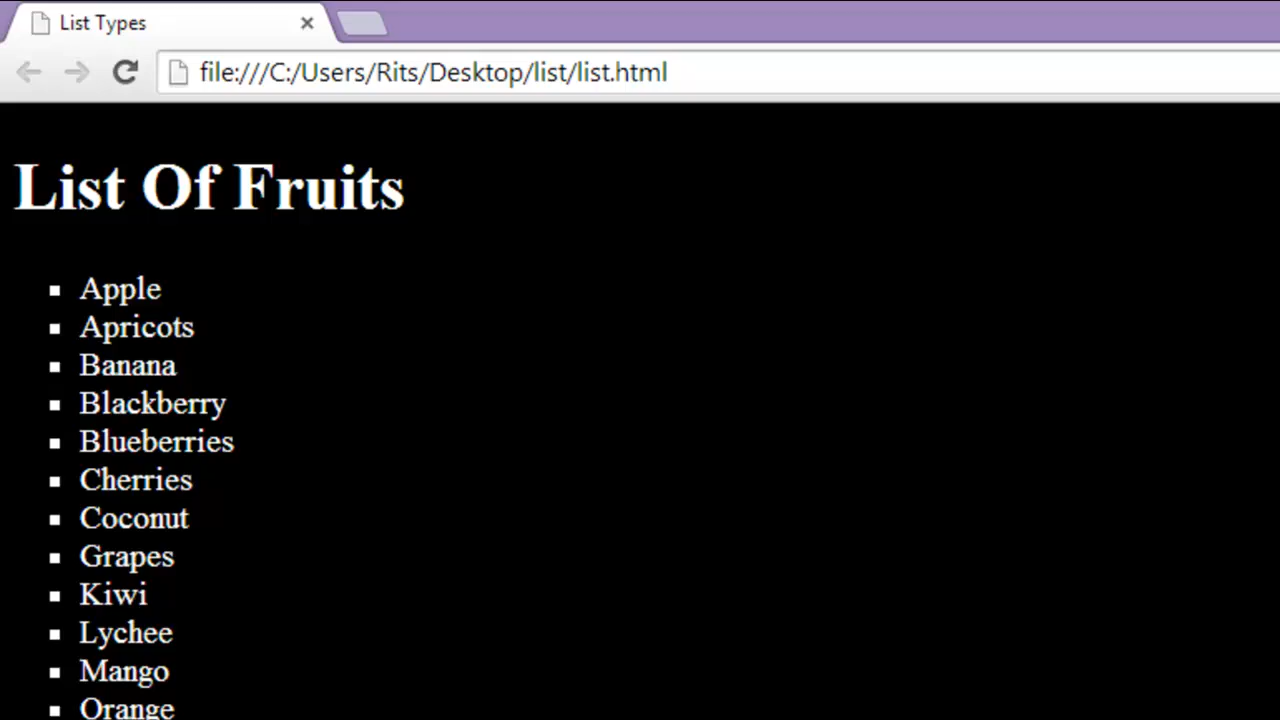 List Types
file:///C:/Users/Rits/Desktop/list/list.html
List Of Fruits
Apple
Apricots
Banana
Blackberry
Blueberries
Cherries
Coconut
Grapes
Kiwi
Lychee
Mango
Orange